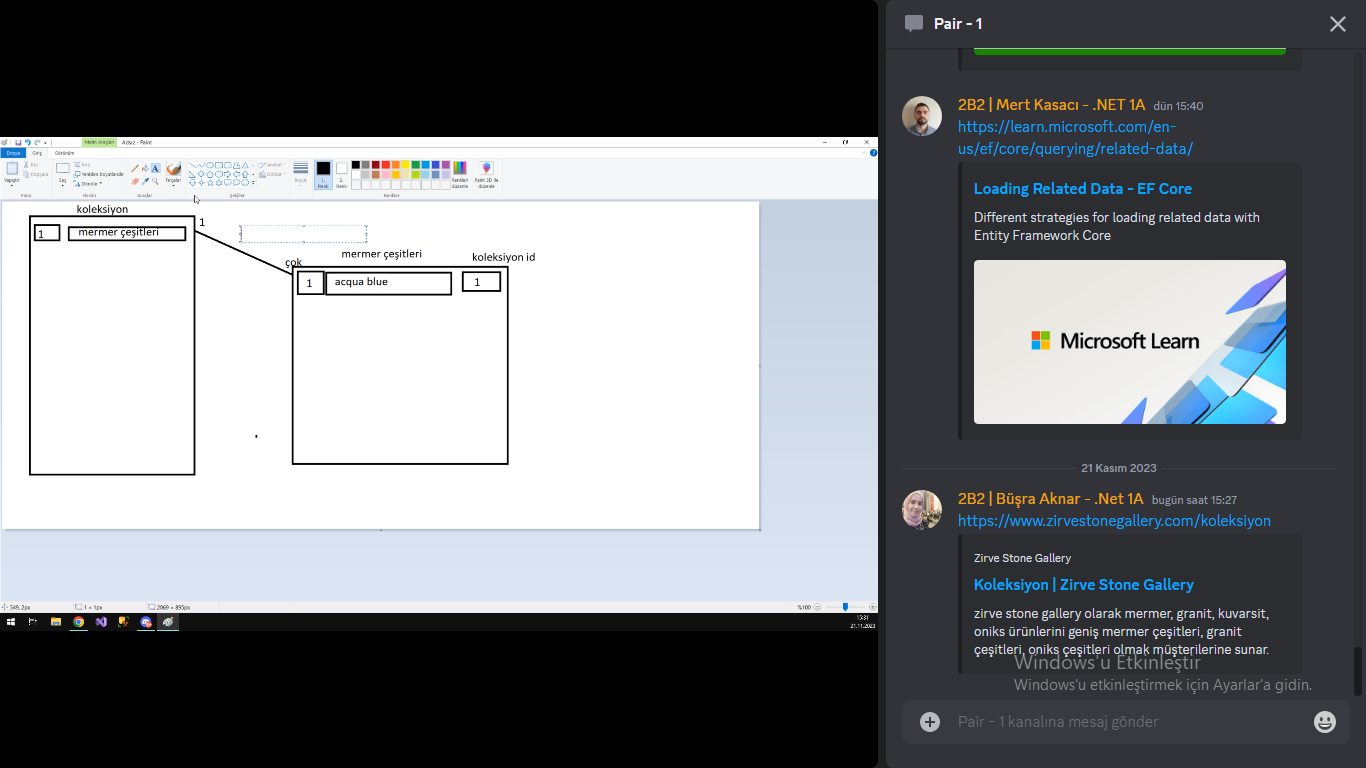 Metin Araçları
Adsız - Paint
Dosya
Giriş
Görünüm
Yapıştır
Kes
Kopyala
Seç
Kırp
Yeniden boyutlandır
Döndür
Fırçalar
Anahat
Doldur
Boyut
1. Renk
2. Renk
Renkleri düzenle
Paint 3D ile düzenle
Pano
Resim
Araçlar
Şekiller
Renkler
koleksiyon
1
mermer çeşitleri
1
çok
mermer çeşitleri
koleksiyon id
1
acqua blue
1
549, 2px
1 × 1px
2069 × 895px
%100
15:31
21.11.2023
Pair - 1
2B2 | Mert Kasacı - .NET 1A dün 15:40
https://learn.microsoft.com/en-
us/ef/core/querying/related-data/
Loading Related Data - EF Core
Different strategies for loading related data with
Entity Framework Core
Microsoft Learn
21 Kasım 2023
2B2 | Büşra Aknar - .Net 1A bugün saat 15:27
https://www.zirvestonegallery.com/koleksiyon
Zirve Stone Gallery
Koleksiyon | Zirve Stone Gallery
zirve stone gallery olarak mermer, granit, kuvarsit,
oniks ürünlerini geniş mermer çeşitleri, granit
çeşitleri, oniks çeşitleri olmak müşterilerine sunar.
Windows'u Etkinleştir
Windows'u etkinleştirmek için Ayarlar'a gidin.
Pair - 1 kanalına mesaj gönder